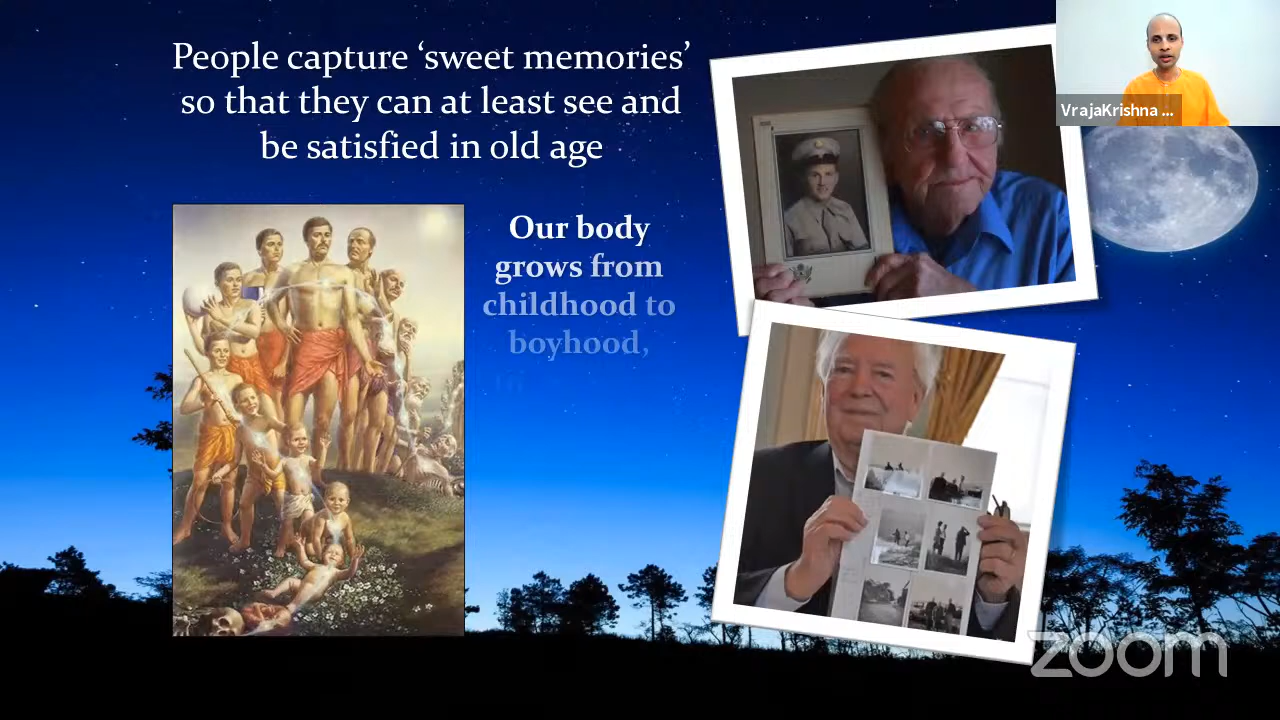 People capture ‘sweet memories’
so that they can at least see and
be satisfied in old age
VrajaKrishna ...
Our body
grows from
childhood to
boyhood,
zoom